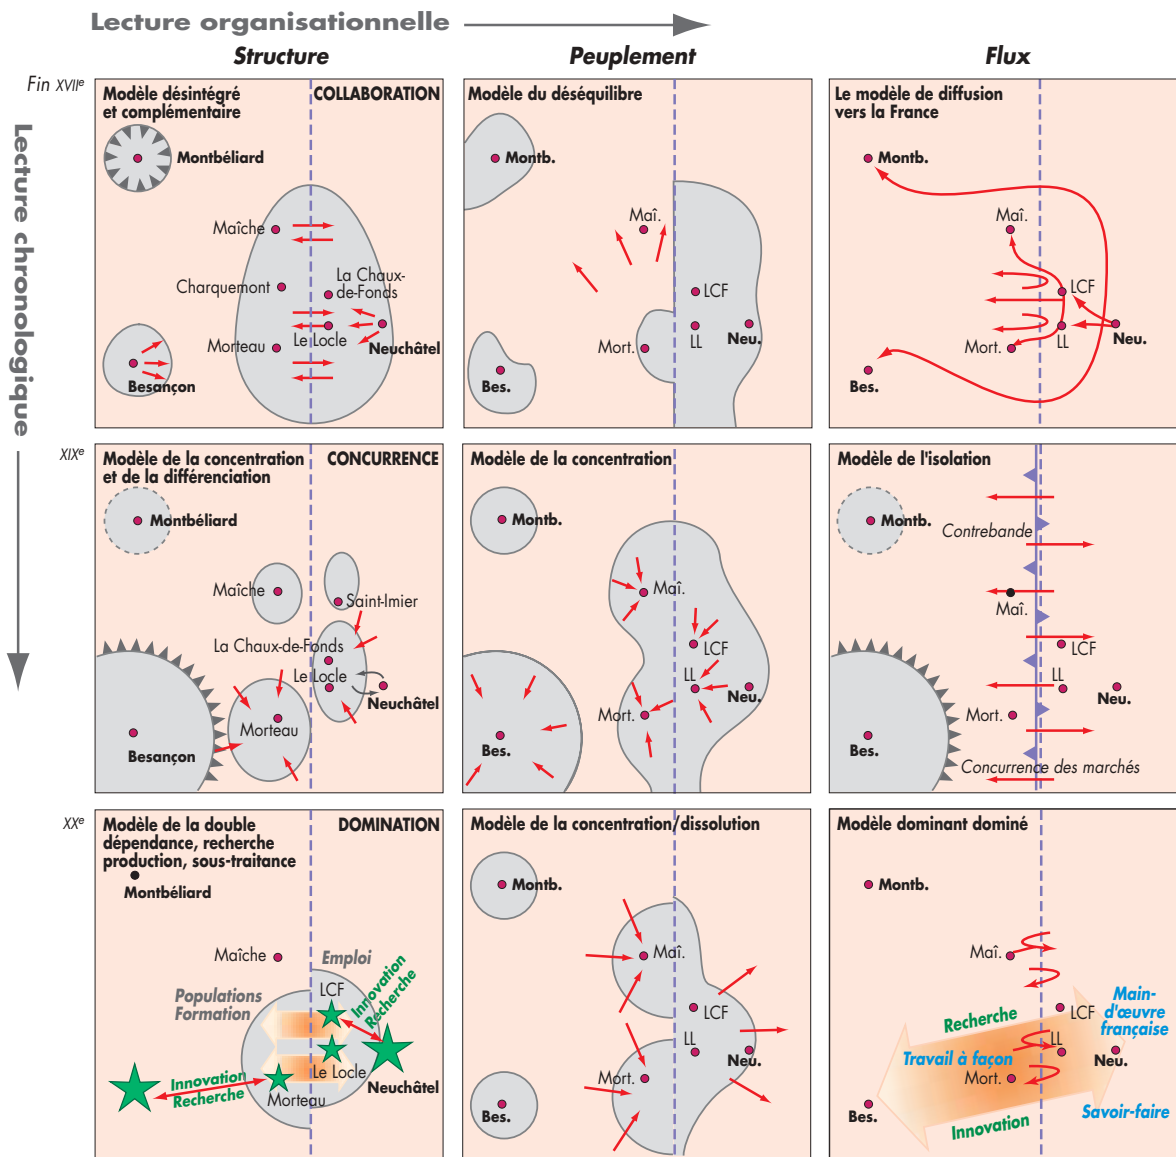 Lecture organisationnelle
Lecture chronologique
Structure
Peuplement
Flux
Fin XVIIe
Modèle désintégré
et complémentaire
COLLABORATION
Montbéliard
Maîche
Charquemont
La Chaux-
de-Fonds
Le Locle
Morteau
Neuchâtel
Besançon
Modèle du déséquilibre
Montb.
Maî.
LCF
LL
Neu.
Mort.
Bes.
Le modèle de diffusion
vers la France
Montb.
Maî.
LCF
LL
Neu.
Mort.
Bes.
XIXe
Modèle de la concentration
et de la différenciation
CONCURRENCE
Montbéliard
Maîche
Saint-Imier
La Chaux-de-Fonds
Le Locle
Neuchâtel
Morteau
Besançon
Modèle de la concentration
Montb.
Maî.
LCF
LL
Neu.
Mort.
Bes.
Modèle de l'isolation
Montb.
Contrebande
Maî.
LCF
LL
Neu.
Mort.
Bes.
Concurrence des marchés
XXe
Modèle de la double
dépendance, recherche
production, sous-traitance
DOMINATION
Montbéliard
Maîche
Emploi
Populations
Formation
LCF
Innovation
Recherche
Le Locle
Neuchâtel
Innovation
Recherche
Morteau
Modèle de la concentration/dissolution
Montb.
Maî.
LCF
LL
Neu.
Mort.
Bes.
Modèle dominant dominé
Montb.
Maî.
LCF
Main-
d'œuvre
française
Recherche
Travail à façon
LL
Neu.
Mort.
Bes.
Savoir-faire
Innovation